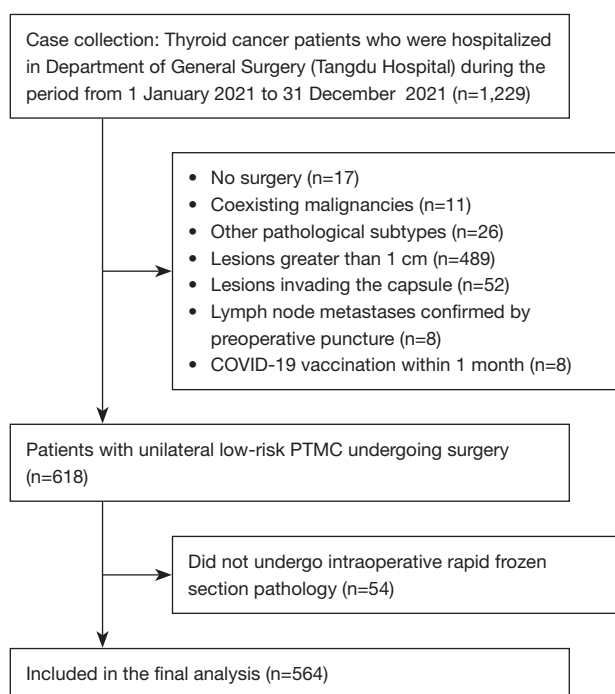 Case collection: Thyroid cancer patients who were hospitalized
in Department of General Surgery (Tangdu Hospital) during the
period from 1 January 2021 to 31 December 2021 (n=1,229)
• No surgery (n=17)
• Coexisting malignancies (n=11)
• Other pathological subtypes (n=26)
• Lesions greater than 1 cm (n=489)
• Lesions invading the capsule (n=52)
• Lymph node metastases confirmed by
preoperative puncture (n=8)
• COVID-19 vaccination within 1 month (n=8)
Patients with unilateral low-risk PTMC undergoing surgery
(n=618)
Did not undergo intraoperative rapid frozen
section pathology (n=54)
Included in the final analysis (n=564)